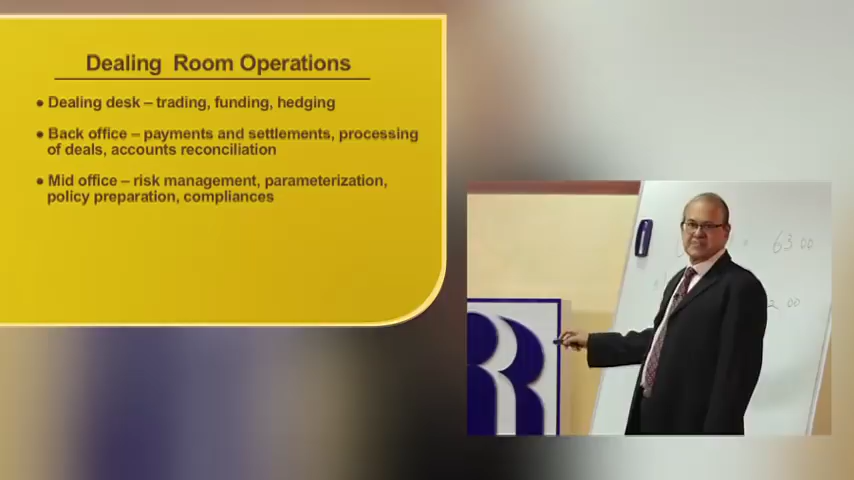 Dealing Room Operations
• Dealing desk – trading, funding, hedging
• Back office – payments and settlements, processing
of deals, accounts reconciliation
• Mid office – risk management, parameterization,
policy preparation, compliances
63 00
00